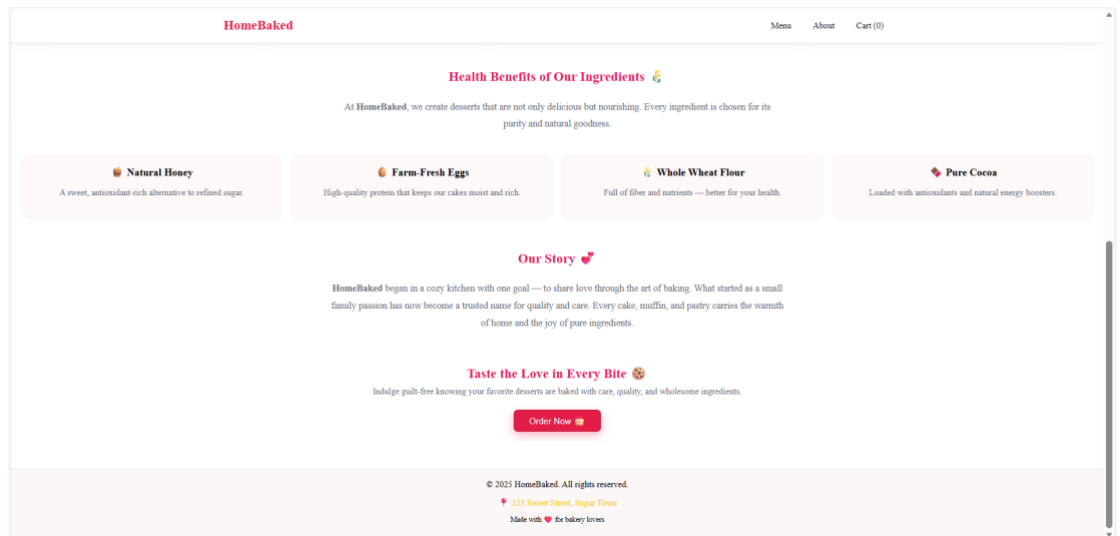 HomeBaked
Menu About Cart (0)
Health Benefits of Our Ingredients
At HomeBaked, we create desserts that are not only delicious but nourishing. Every ingredient is chosen for its
purity and natural goodness.
Natural Honey
A sweet, antioxidant-rich alternative to refined sugar.
Farm-Fresh Eggs
High-quality protein that keeps our cakes moist and rich.
Whole Wheat Flour
Full of fiber and nutrients — better for your health.
Pure Cocoa
Loaded with antioxidants and natural energy boosters.
Our Story 💕
HomeBaked began in a cozy kitchen with one goal — to share love through the art of baking. What started as a small
family passion has now become a trusted name for quality and care. Every cake, muffin, and pastry carries the warmth
of home and the joy of pure ingredients.
Taste the Love in Every Bite 🍪
Indulge guilt-free knowing your favorite desserts are baked with care, quality, and wholesome ingredients.
Order Now 🎂
© 2025 HomeBaked. All rights reserved.
📍 123 Sweet Street, Sugar Town
Made with ❤️ for bakery lovers